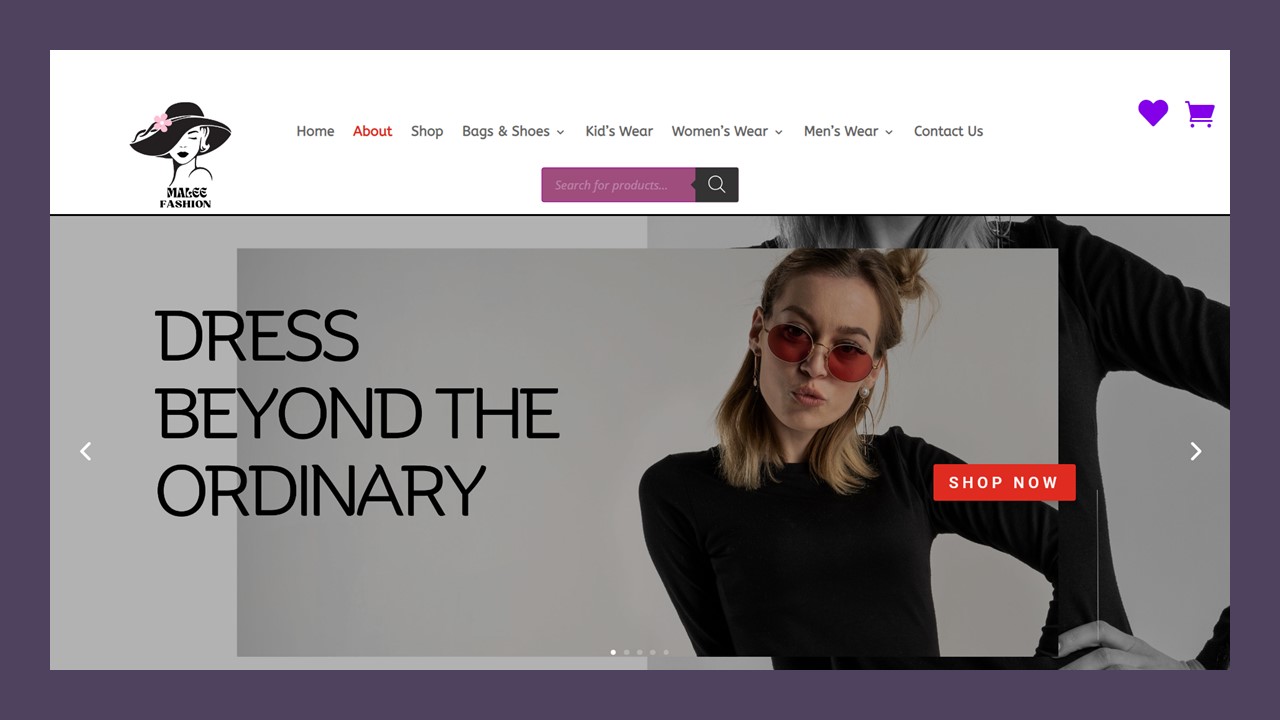 MALEE
FASHION
Home About Shop Bags & Shoes Kid's Wear Women's Wear Men's Wear Contact Us
Search for products...
DRESS
BEYOND THE
ORDINARY
SHOP NOW